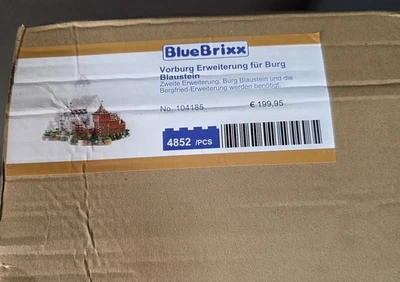 BlueBrixx
Vorburg Erweiterung für Burg
Blaustein
Zweite Erweiterung, Burg Blaustein und die
Bergfried-Erweiterung werden benötigt.
No. 104185 € 199,95
4852 /PCS